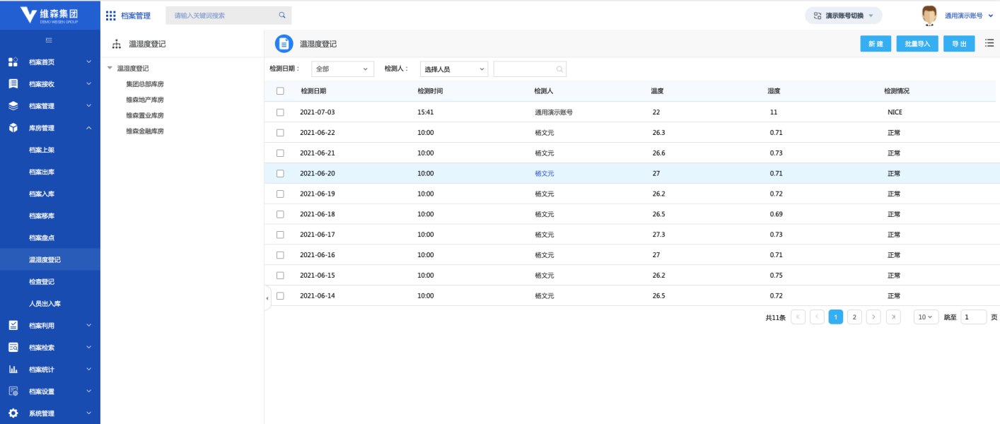 维森集团
DEMO WEISEN GROUP
档案管理
请输入关键词搜索
演示账号切换
通用演示账号
温湿度登记
温湿度登记
新建
批量导入
导出
档案首页
档案接收
档案管理
库房管理
档案上架
档案出库
档案入库
档案移库
档案盘点
温湿度登记
检查登记
人员出入库
档案利用
档案检索
档案统计
档案设置
系统管理
温湿度登记
集团总部库房
维森地产库房
维森置业库房
维森金融库房
检测日期： 全部 检测人： 选择人员
检测日期 检测时间 检测人 温度 湿度 检测情况
2021-07-03 15:41 通用演示账号 22 11 NICE
2021-06-22 10:00 杨文元 26.3 0.71 正常
2021-06-21 10:00 杨文元 26.6 0.73 正常
2021-06-20 10:00 杨文元 27 0.71 正常
2021-06-19 10:00 杨文元 26.2 0.72 正常
2021-06-18 10:00 杨文元 26.5 0.69 正常
2021-06-17 10:00 杨文元 27.3 0.73 正常
2021-06-16 10:00 杨文元 27 0.71 正常
2021-06-15 10:00 杨文元 26.2 0.75 正常
2021-06-14 10:00 杨文元 26.5 0.72 正常
共11条 1 2 10 跳至 1 页